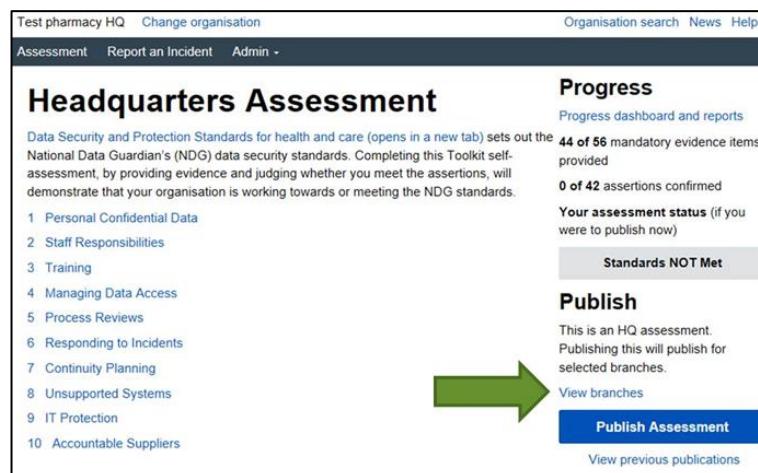 Test pharmacy HQ Change organisation
Organisation search News Help
Assessment Report an Incident Admin
Headquarters Assessment
Data Security and Protection Standards for health and care (opens in a new tab) sets out the
National Data Guardian's (NDG) data security standards. Completing this Toolkit self-
assessment, by providing evidence and judging whether you meet the assertions, will
demonstrate that your organisation is working towards or meeting the NDG standards.
1 Personal Confidential Data
2 Staff Responsibilities
3 Training
4 Managing Data Access
5 Process Reviews
6 Responding to Incidents
7 Continuity Planning
8 Unsupported Systems
9 IT Protection
10 Accountable Suppliers
Progress
Progress dashboard and reports
44 of 56 mandatory evidence items
provided
0 of 42 assertions confirmed
Your assessment status (if you
were to publish now)
Standards NOT Met
Publish
This is an HQ assessment.
Publishing this will publish for
selected branches.
View branches
Publish Assessment
View previous publications